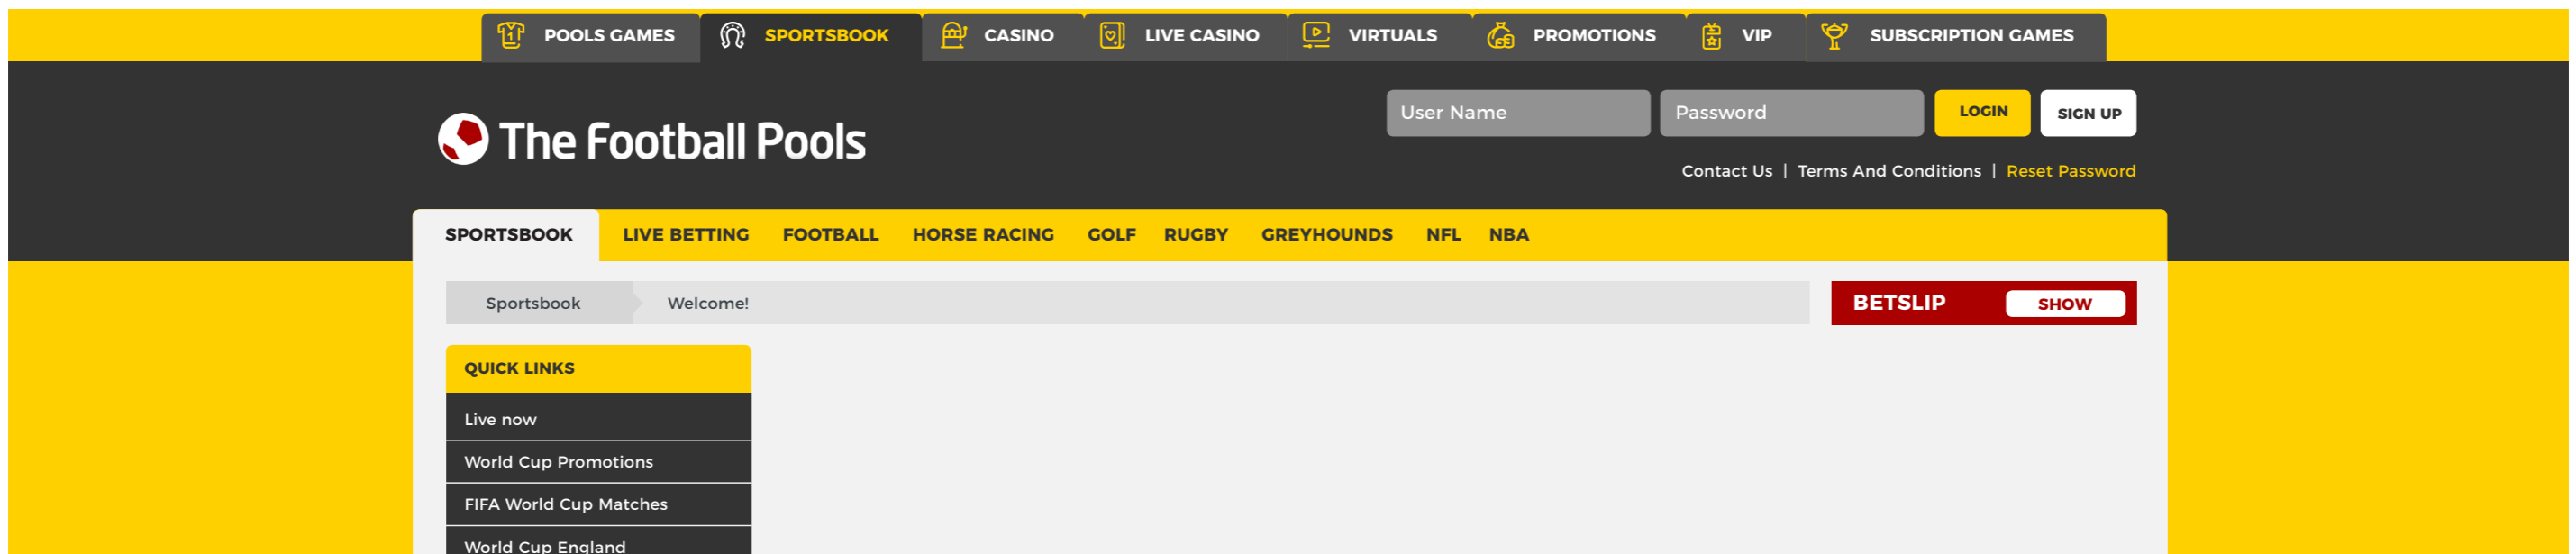 POOLS GAMES SPORTSBOOK CASINO LIVE CASINO VIRTUALS PROMOTIONS VIP SUBSCRIPTION GAMES
User Name Password LOGIN SIGN UP
The Football Pools
Contact Us | Terms And Conditions | Reset Password
SPORTSBOOK LIVE BETTING FOOTBALL HORSE RACING GOLF RUGBY GREYHOUNDS NFL NBA
Sportsbook Welcome! BETSLIP SHOW
QUICK LINKS
Live now
World Cup Promotions
FIFA World Cup Matches
World Cup England